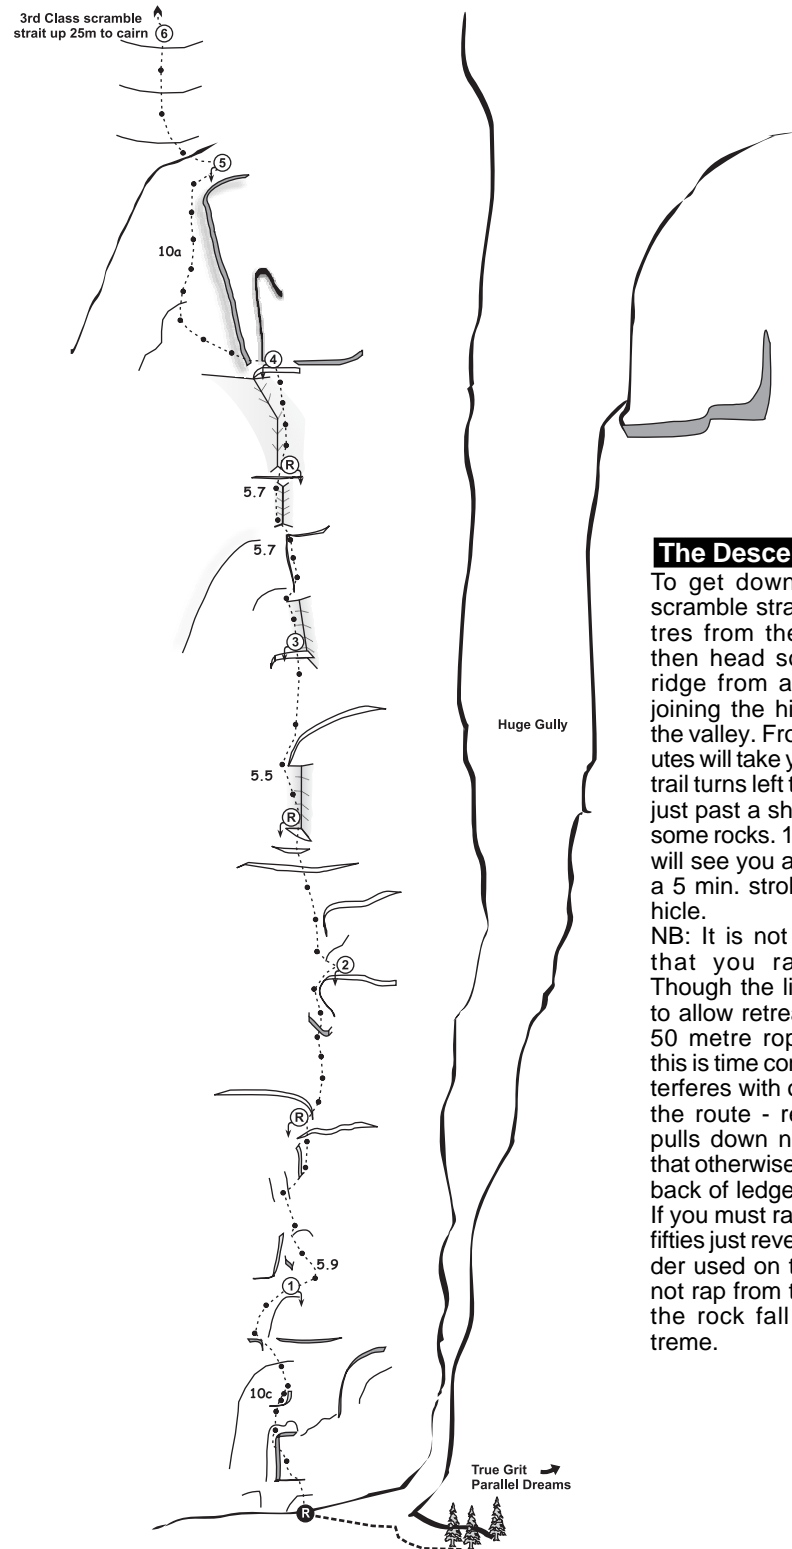 3rd Class scramble
strait up 25m to cairn
6
5
10a
4
R
5.7
5.7
3
Huge Gully
5.5
R
2
R
5.9
1
10c
True Grit
Parallel Dreams
R
The Desce
To get down
scramble stra
tres from the
then head so
ridge from a
joining the hi
the valley. Fro
utes will take y
trail turns left t
just past a sh
some rocks. 1
will see you a
a 5 min. strol
hicle.
NB: It is not
that you ra
Though the li
to allow retrea
50 metre rop
this is time cor
terferes with c
the route - re
pulls down n
that otherwise
back of ledge
If you must ra
fifties just reve
der used on t
not rap from t
the rock fall
treme.